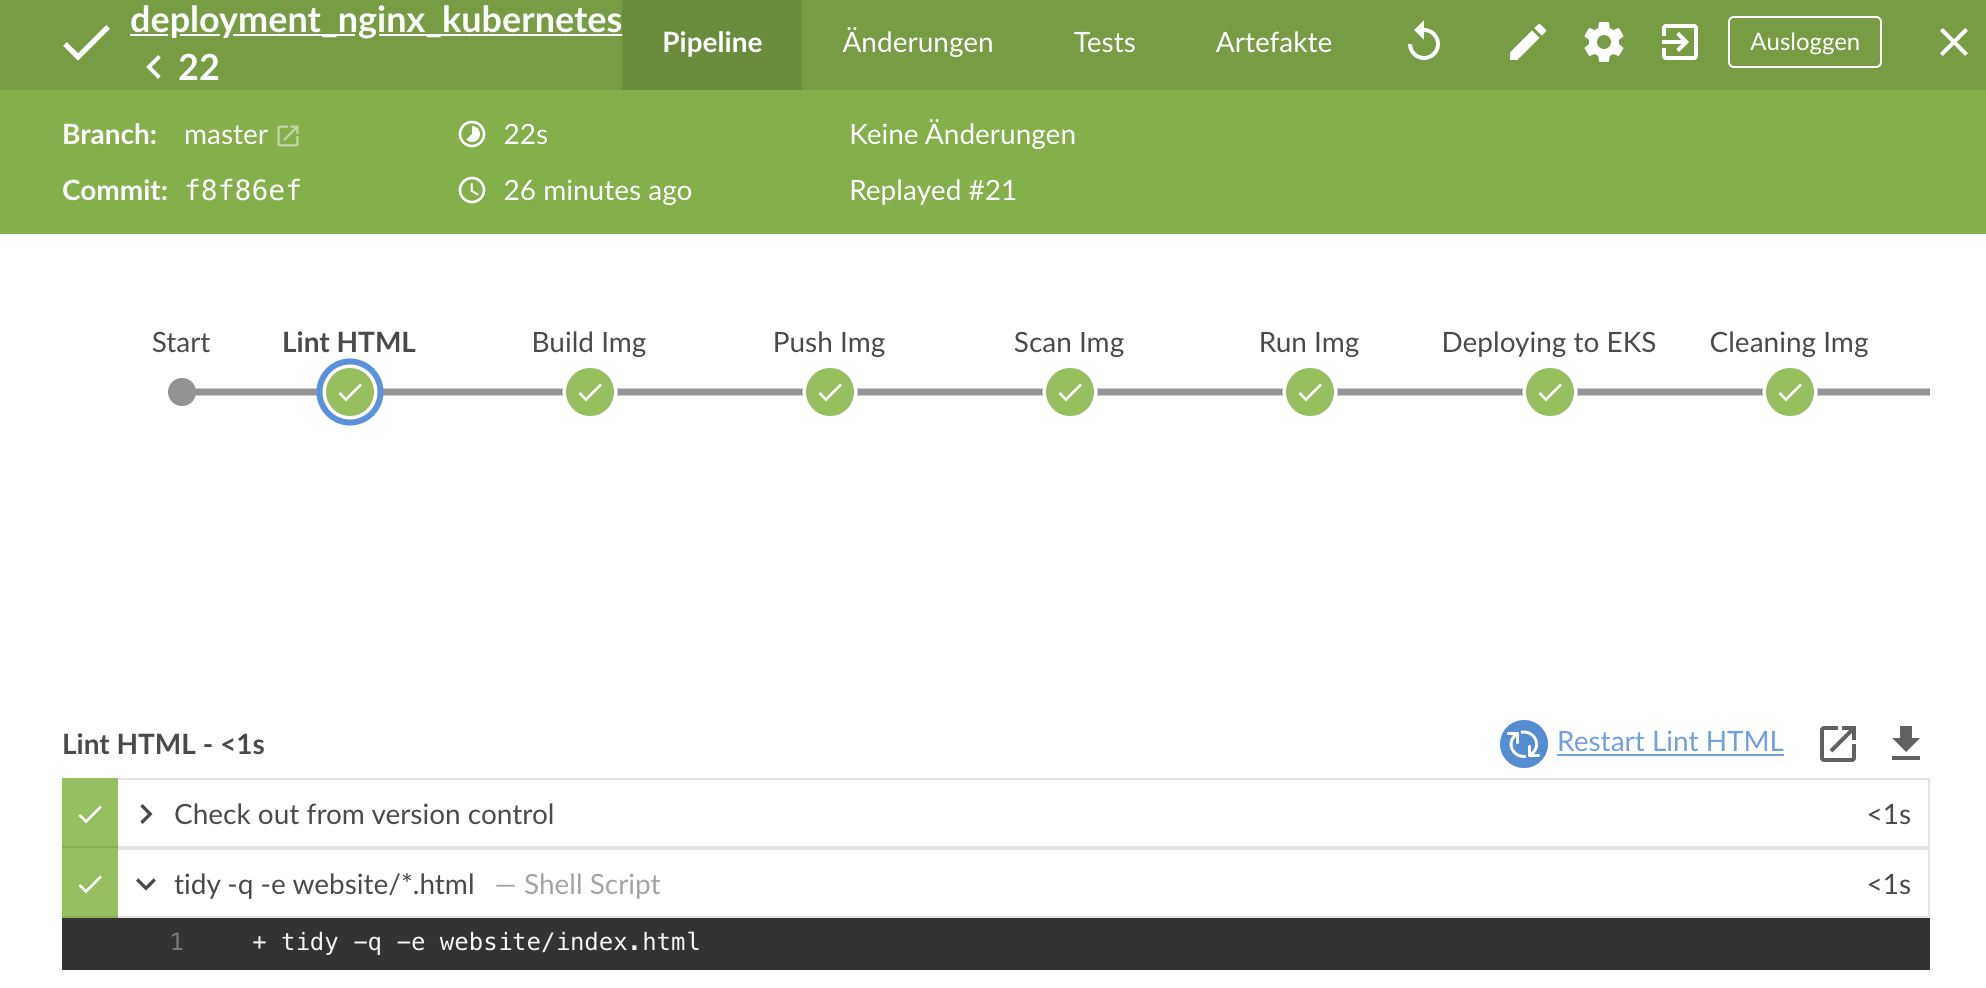 deployment_nginx_kubernetes
< 22
Pipeline
Änderungen
Tests
Artefakte
Ausloggen
Branch: master
22s
Keine Änderungen
Commit: f8f86ef
26 minutes ago
Replayed #21
Start
Lint HTML
Build Img
Push Img
Scan Img
Run Img
Deploying to EKS
Cleaning Img
Lint HTML - <1s
Restart Lint HTML
Check out from version control
<1s
tidy -q -e website/*.html — Shell Script
<1s
1 + tidy -q -e website/index.html